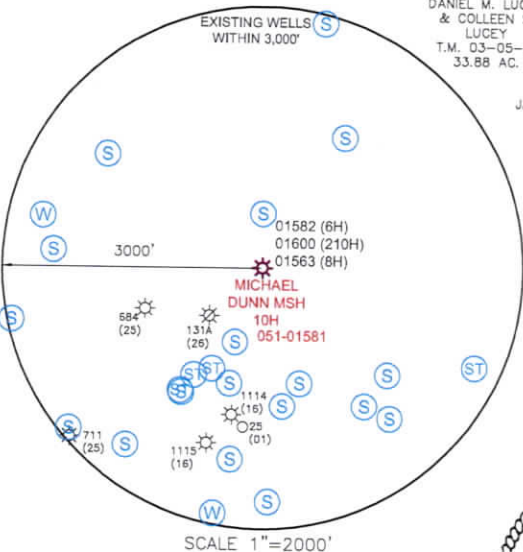 DANIEL M. LUC
& COLLEEN
LUCEY
T.M. 03-05-
33.88 AC.
EXISTING WELLS
WITHIN 3,000'
S
S
S
W
S
01582 (6H)
01600 (210H)
01563 (8H)
S
3000'
MICHAEL
DUNN MSH
10H
051-01581
S
684
(25)
131A
(26)
S
ST
ST
ST
S
S
S
S
ST
1114
(16)
S
S
S
25
(01)
S
711
(25)
S
1115
(16)
S
S
W
SCALE 1"=2000'